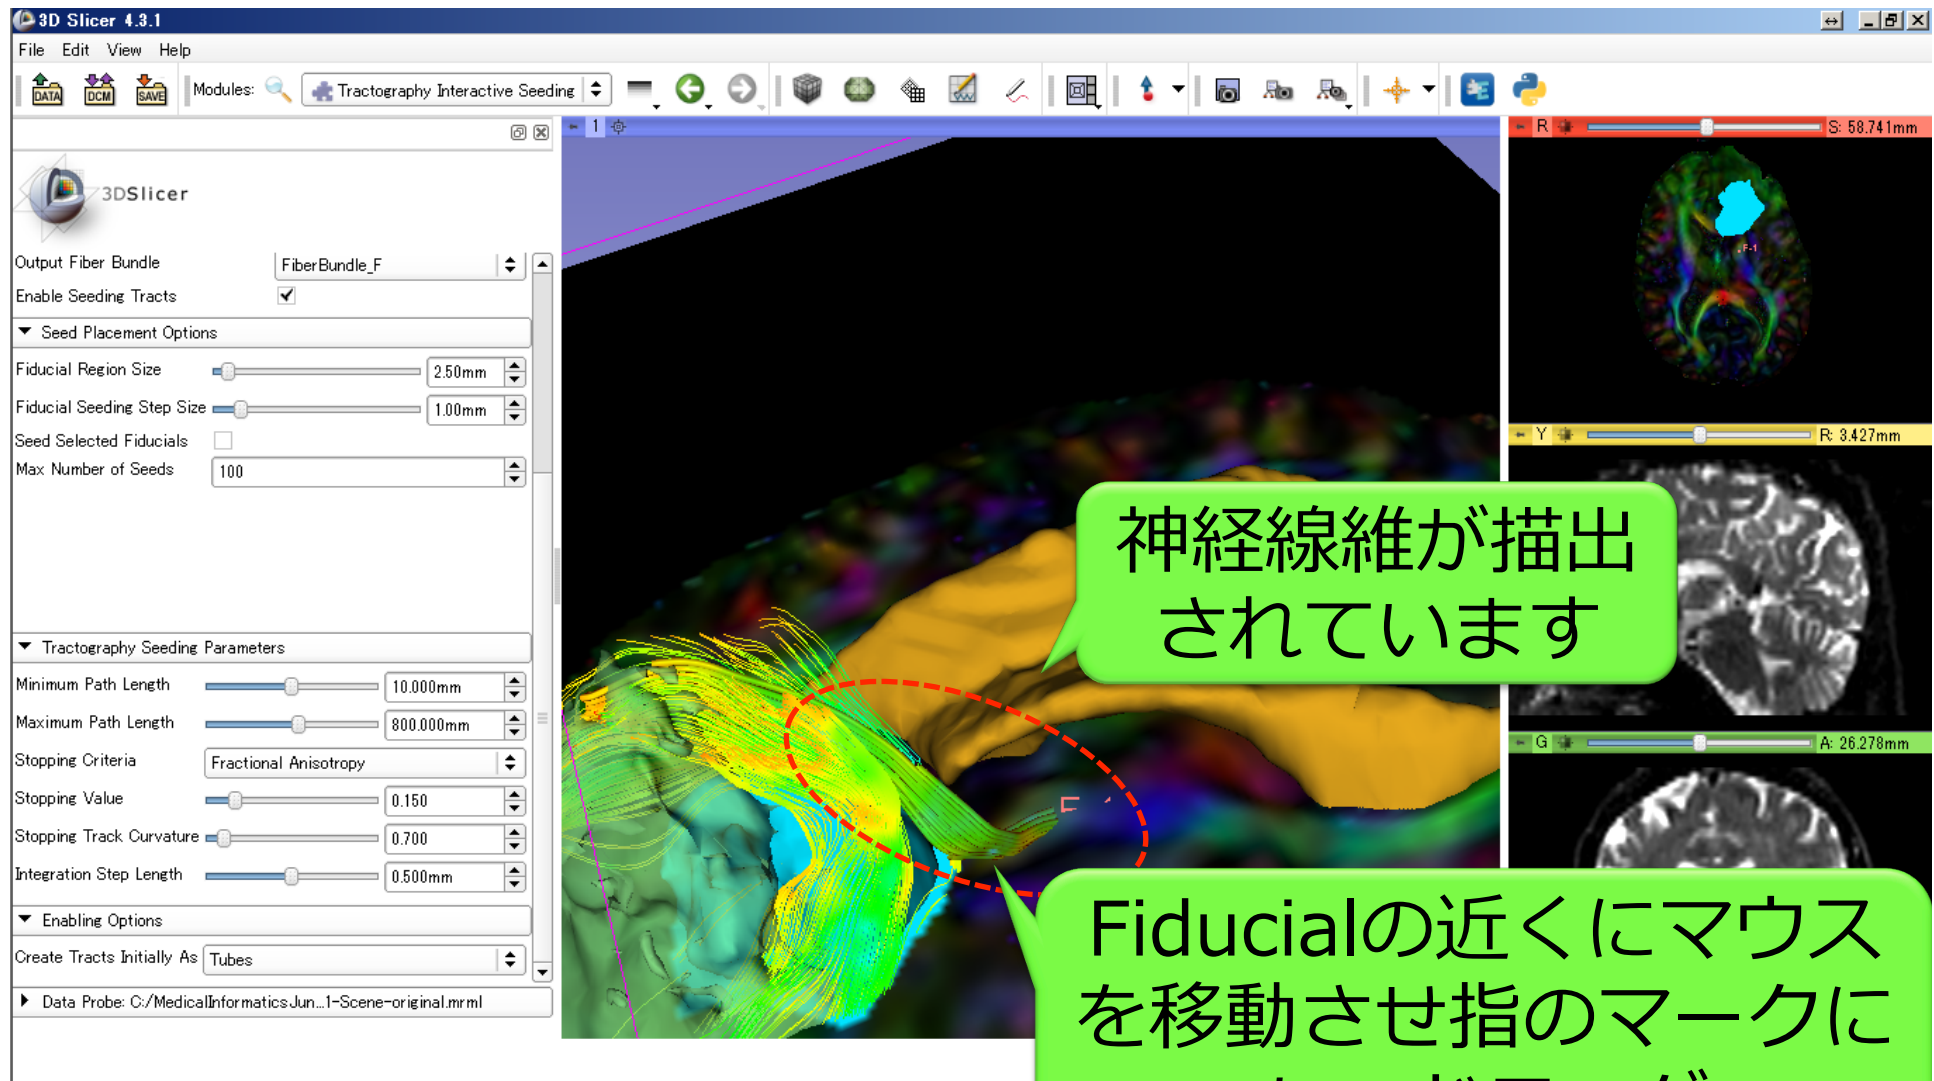 3D Slicer 4.3.1
File Edit View Help
DATA DCM SAVE Modules: Tractography Interactive Seeding
1
R S: 58.741mm
3DSlicer
F-1
Output Fiber Bundle FiberBundle_F
Enable Seeding Tracts
Seed Placement Options
Fiducial Region Size 2.50mm
Fiducial Seeding Step Size 1.00mm
Seed Selected Fiducials
Max Number of Seeds 100
Y R: 3.427mm
神経線維が描出
されています
Tractography Seeding Parameters
Minimum Path Length 10.000mm
Maximum Path Length 800.000mm
Stopping Criteria Fractional Anisotropy
Stopping Value 0.150
Stopping Track Curvature 0.700
Integration Step Length 0.500mm
G A: 26.278mm
Enabling Options
Create Tracts Initially As Tubes
Data Probe: C:/MedicalInformaticsJun...1-Scene-original.mrml
Fiducialの近くにマウス
を移動させ指のマークに